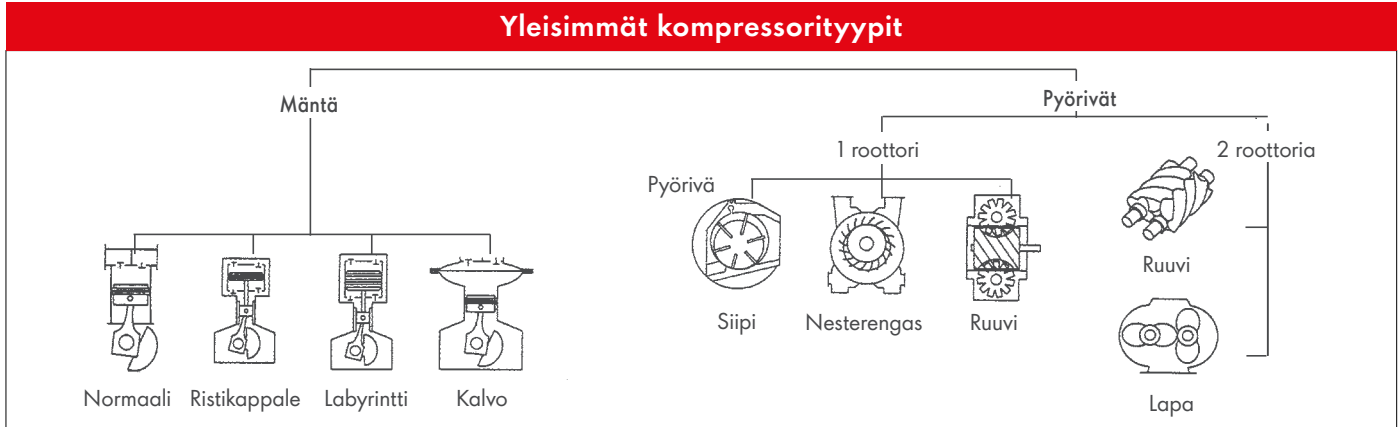 Yleisimmät kompressorityypit
Mäntä
Pyörivät
1 roottori
2 roottoria
Pyörivä
Siipi
Nesterengas
Ruuvi
Ruuvi
Lapa
Normaali
Ristikappale
Labyrintti
Kalvo